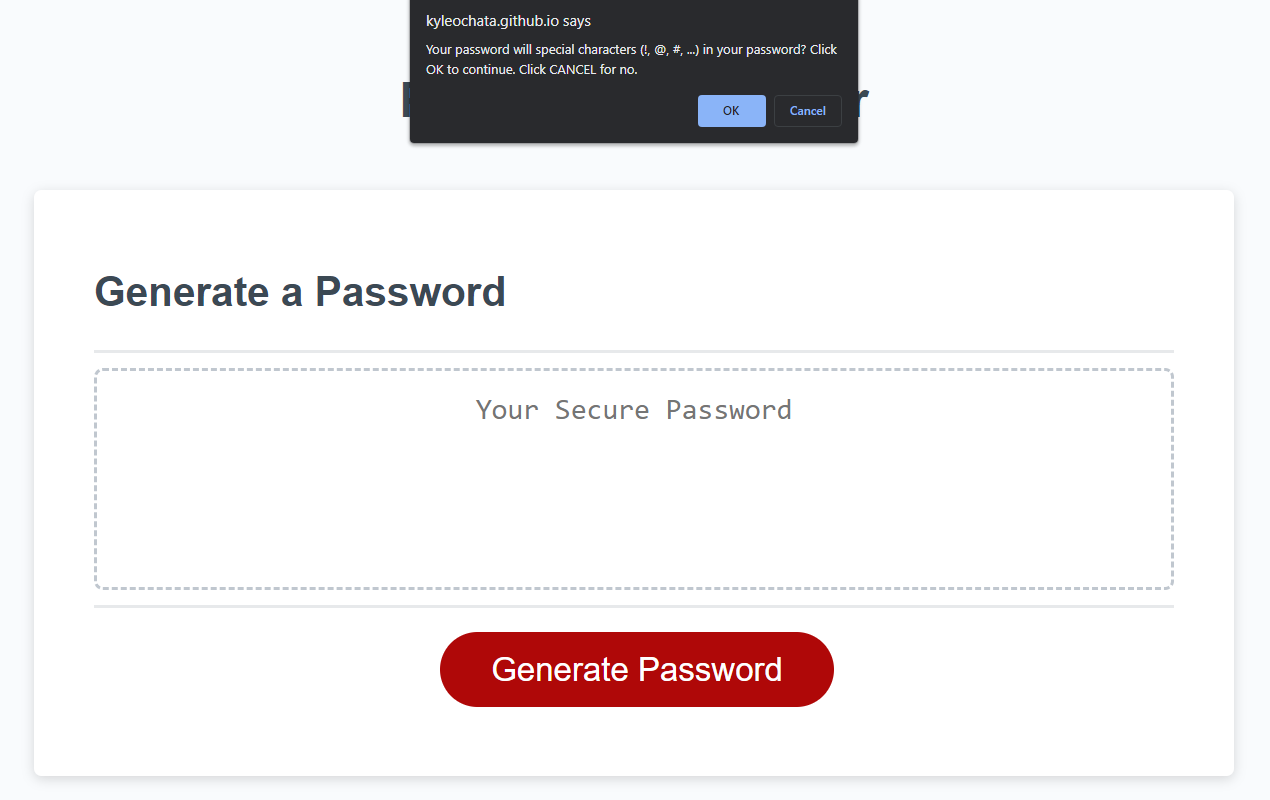 kyleochata.github.io says
Your password will special characters (!, @, #, ...) in your password? Click
OK to continue. Click CANCEL for no.
OK Cancel
Generate a Password
Your Secure Password
Generate Password